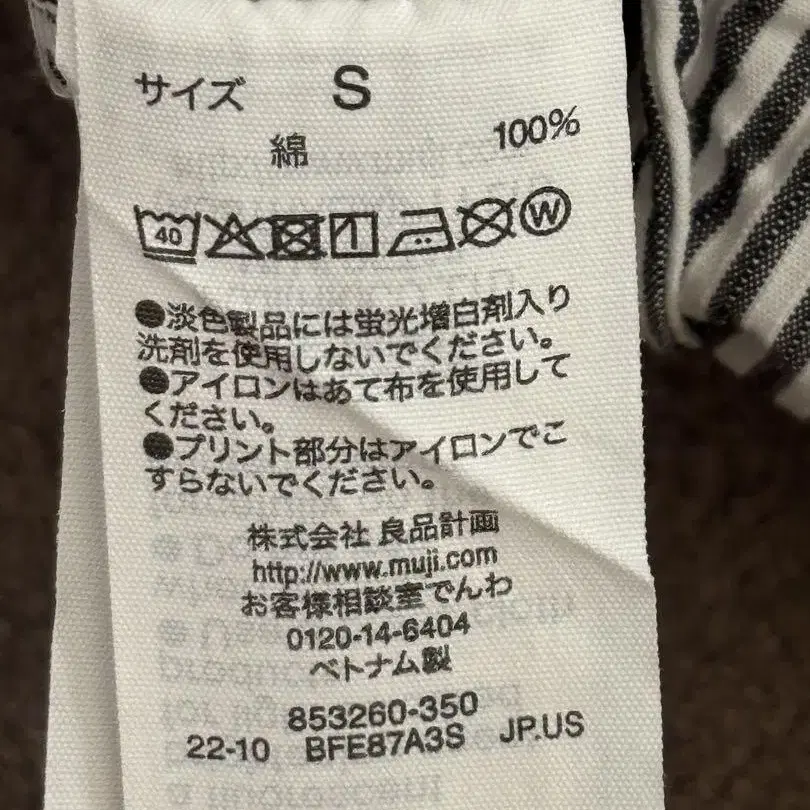 サイズ S
綿 100%
40 W
●淡色製品には蛍光増白剤入り
洗剤を使用しないでください。
●アイロンはあて布を使用して
ください。
●プリント部分はアイロンでこ
すらないでください。
株式会社 良品計画
http://www.muji.com
お客様相談室でんわ
0120-14-6404
ベトナム製
853260-350
22-10 BFE87A3S JP.US